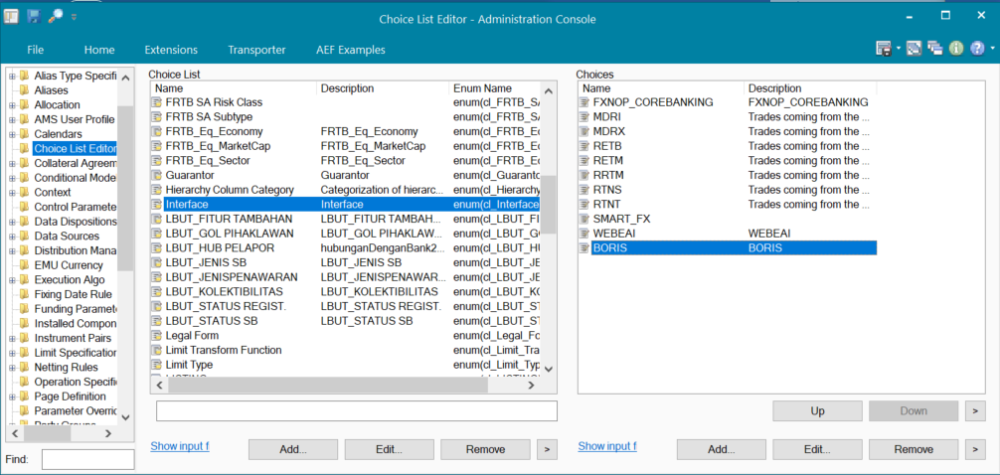 Choice List Editor - Administration Console
File Home Extensions Transporter AEF Examples
Alias Type Specifi
Aliases
Allocation
AMS User Profile
Calendars
Choice List Editor
Collateral Agreem
Conditional Mode
Context
Control Paramete
Data Dispositions
Data Sources
Distribution Mana
EMU Currency
Execution Algo
Fixing Date Rule
Funding Paramet
Installed Compon
Instrument Pairs
Limit Specification
Netting Rules
Operation Specifi
Page Definition
Parameter Overric
Party Groups
Find:
Choice List
Name Description Enum Name
FRTB SA Risk Class enum(cl_FRTB_SA
FRTB SA Subtype enum(cl_FRTB_SA
FRTB_Eq_Economy FRTB_Eq_Economy enum(cl_FRTB_Ec
FRTB_Eq_MarketCap FRTB_Eq_MarketCap enum(cl_FRTB_Ec
FRTB_Eq_Sector FRTB_Eq_Sector enum(cl_FRTB_Ec
Guarantor Guarantor enum(cl_Guaranto
Hierarchy Column Category Categorization of hierarc... enum(cl_Hierarchy
Interface Interface enum(cl_Interface
LBUT_FITUR TAMBAHAN LBUT_FITUR TAMBAH... enum(cl_LBUT_FI
LBUT_GOL PIHAKLAWAN LBUT_GOL PIHAKLAW... enum(cl_LBUT_G
LBUT_HUB PELAPOR hubunganDenganBank2... enum(cl_LBUT_HU
LBUT_JENIS SB LBUT_JENIS SB enum(cl_LBUT_JE
LBUT_JENISPENAWARAN LBUT_JENISPENAWAR... enum(cl_LBUT_JE
LBUT_KOLEKTIBILITAS LBUT_KOLEKTIBILITAS enum(cl_LBUT_KC
LBUT_STATUS REGIST. LBUT_STATUS REGIST. enum(cl_LBUT_ST
LBUT_STATUS SB LBUT_STATUS SB enum(cl_LBUT_ST
Legal Form enum(cl_Legal_Fo
Limit Transform Function enum(cl_Limit_Tra
Limit Type enum(cl_Limit_Typ
Show input f
Add... Edit... Remove >
Choices
Name Description
FXNOP_COREBANKING FXNOP_COREBANKING
MDRI Trades coming from the ...
MDRX Trades coming from the ...
RETB Trades coming from the ...
RETM Trades coming from the ...
RRTM Trades coming from the ...
RTNS Trades coming from the ...
RTNT Trades coming from the ...
SMART_FX
WEBEAI WEBEAI
BORIS BORIS
Up Down >
Show input f
Add... Edit... Remove >